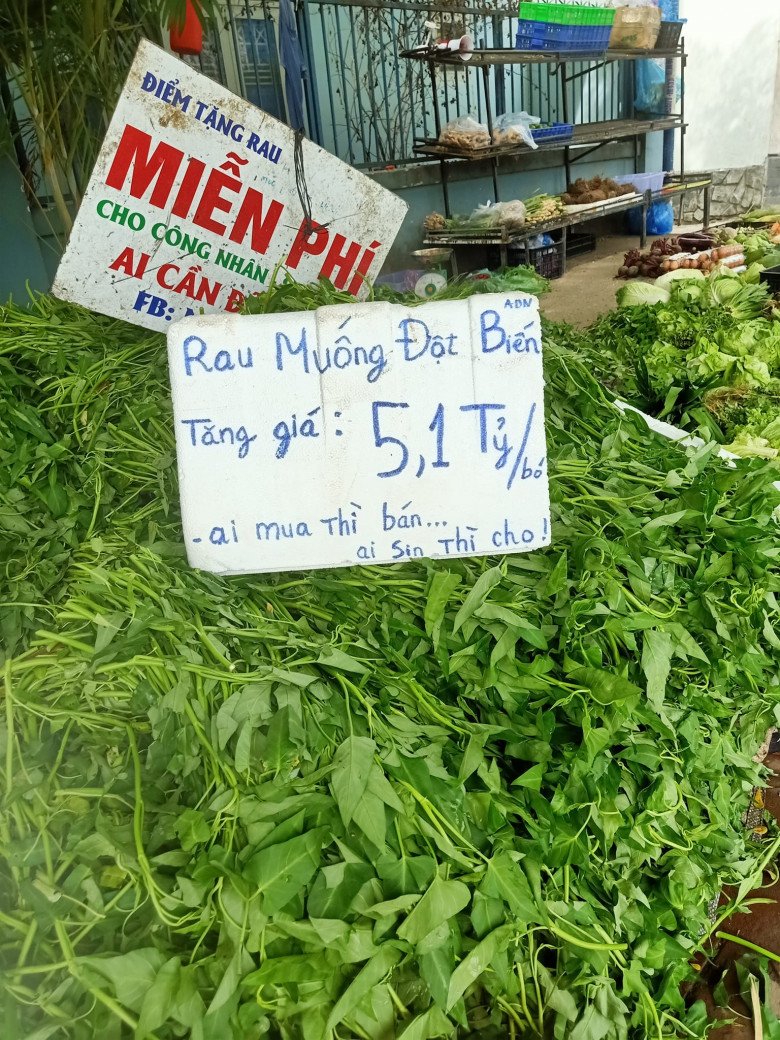 ĐIỂM TẶNG RAU
MIỄN PHÍ
CHO CÔNG NHÂN
AI CẦN
FB:
ADN
Rau Muống Đột Biến
Tăng giá: 5,1 Tỷ/bó
- ai mua Thì bán...
ai Sin Thì cho!